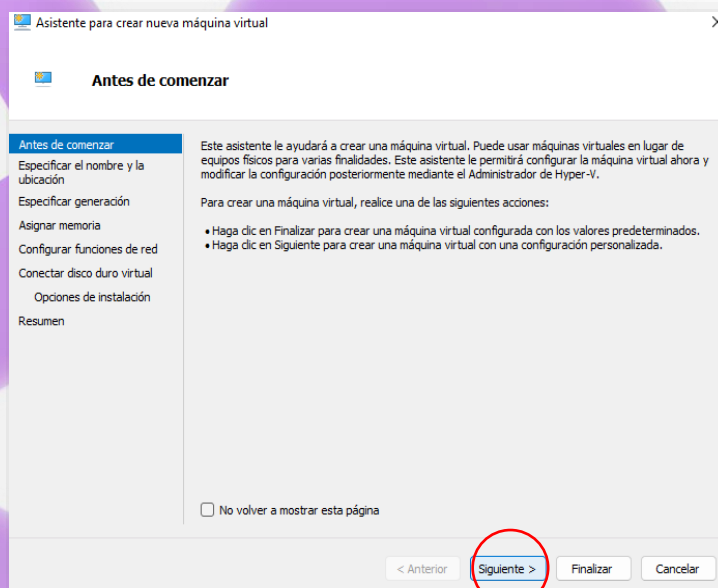 Asistente para crear nueva máquina virtual
Antes de comenzar
Antes de comenzar
Especificar el nombre y la
ubicación
Especificar generación
Asignar memoria
Configurar funciones de red
Conectar disco duro virtual
Opciones de instalación
Resumen
Este asistente le ayudará a crear una máquina virtual. Puede usar máquinas virtuales en lugar de
equipos físicos para varias finalidades. Este asistente le permitirá configurar la máquina virtual ahora y
modificar la configuración posteriormente mediante el Administrador de Hyper-V.
Para crear una máquina virtual, realice una de las siguientes acciones:
• Haga clic en Finalizar para crear una máquina virtual configurada con los valores predeterminados.
• Haga clic en Siguiente para crear una máquina virtual con una configuración personalizada.
No volver a mostrar esta página
< Anterior
Siguiente >
Finalizar
Cancelar